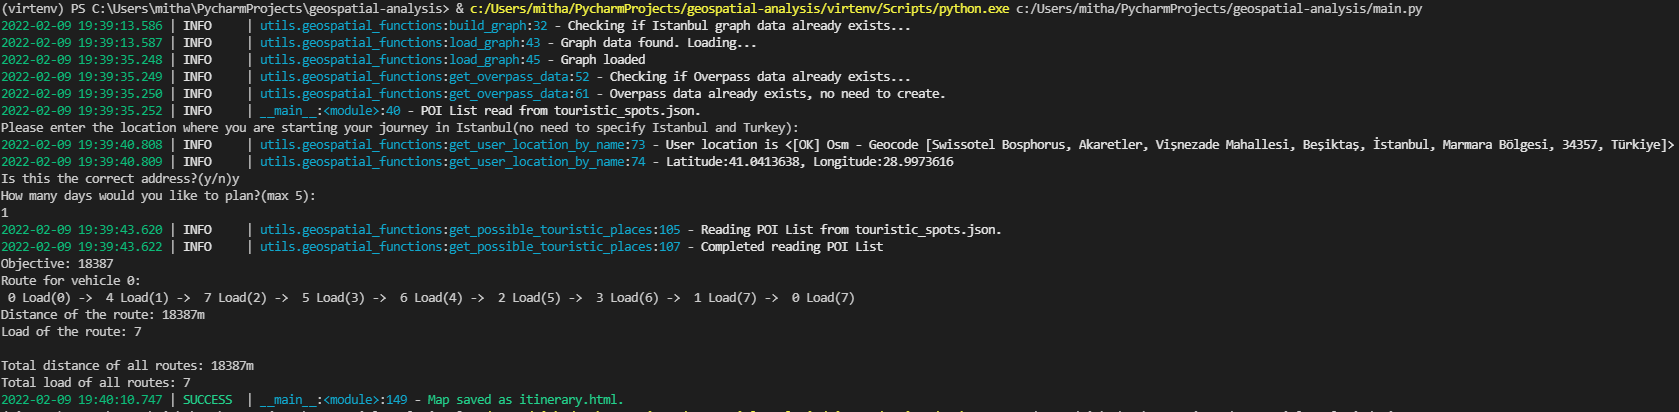 (virtenv) PS C:\Users\mitha\PycharmProjects\geospatial-analysis> & c:/Users/mitha/PycharmProjects/geospatial-analysis/virtenv/Scripts/python.exe c:/Users/mitha/PycharmProjects/geospatial-analysis/main.py
2022-02-09 19:39:13.586 | INFO     | utils.geospatial_functions:build_graph:32 - Checking if Istanbul graph data already exists...
2022-02-09 19:39:13.587 | INFO     | utils.geospatial_functions:load_graph:43 - Graph data found. Loading...
2022-02-09 19:39:35.248 | INFO     | utils.geospatial_functions:load_graph:45 - Graph loaded
2022-02-09 19:39:35.249 | INFO     | utils.geospatial_functions:get_overpass_data:52 - Checking if Overpass data already exists...
2022-02-09 19:39:35.250 | INFO     | utils.geospatial_functions:get_overpass_data:61 - Overpass data already exists, no need to create.
2022-02-09 19:39:35.252 | INFO     | __main__:<module>:40 - POI List read from touristic_spots.json.
Please enter the location where you are starting your journey in Istanbul(no need to specify Istanbul and Turkey):
2022-02-09 19:39:40.808 | INFO     | utils.geospatial_functions:get_user_location_by_name:73 - User location is <[OK] Osm - Geocode [Swissotel Bosphorus, Akaretler, Vişnezade Mahallesi, Beşiktaş, İstanbul, Marmara Bölgesi, 34357, Türkiye]>
2022-02-09 19:39:40.809 | INFO     | utils.geospatial_functions:get_user_location_by_name:74 - Latitude:41.0413638, Longitude:28.9973616
Is this the correct address?(y/n)y
How many days would you like to plan?(max 5):
1
2022-02-09 19:39:43.620 | INFO     | utils.geospatial_functions:get_possible_touristic_places:105 - Reading POI List from touristic_spots.json.
2022-02-09 19:39:43.622 | INFO     | utils.geospatial_functions:get_possible_touristic_places:107 - Completed reading POI List
Objective: 18387
Route for vehicle 0:
 0 Load(0) ->  4 Load(1) ->  7 Load(2) ->  5 Load(3) ->  6 Load(4) ->  2 Load(5) ->  3 Load(6) ->  1 Load(7) ->  0 Load(7)
Distance of the route: 18387m
Load of the route: 7
Total distance of all routes: 18387m
Total load of all routes: 7
2022-02-09 19:40:10.747 | SUCCESS  | __main__:<module>:149 - Map saved as itinerary.html.